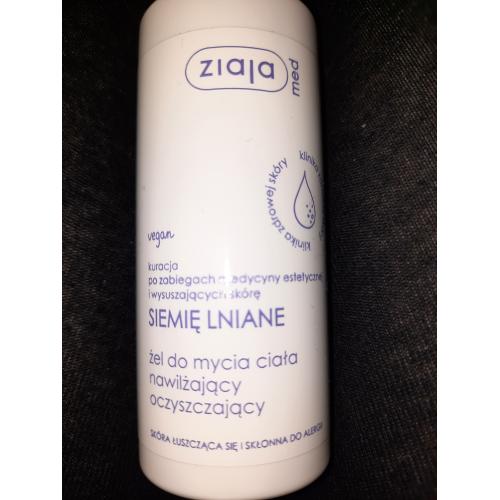 ziaja
med
klinika zdrowej skóry klinika
vegan
kuracja
po zabiegach medycyny estetycznej
i wysuszających skórę
SIEMIĘ LNIANE
żel do mycia ciała
nawilżający
oczyszczający
SKÓRA ŁUSZCZĄCA SIĘ I SKŁONNA DO ALERGII